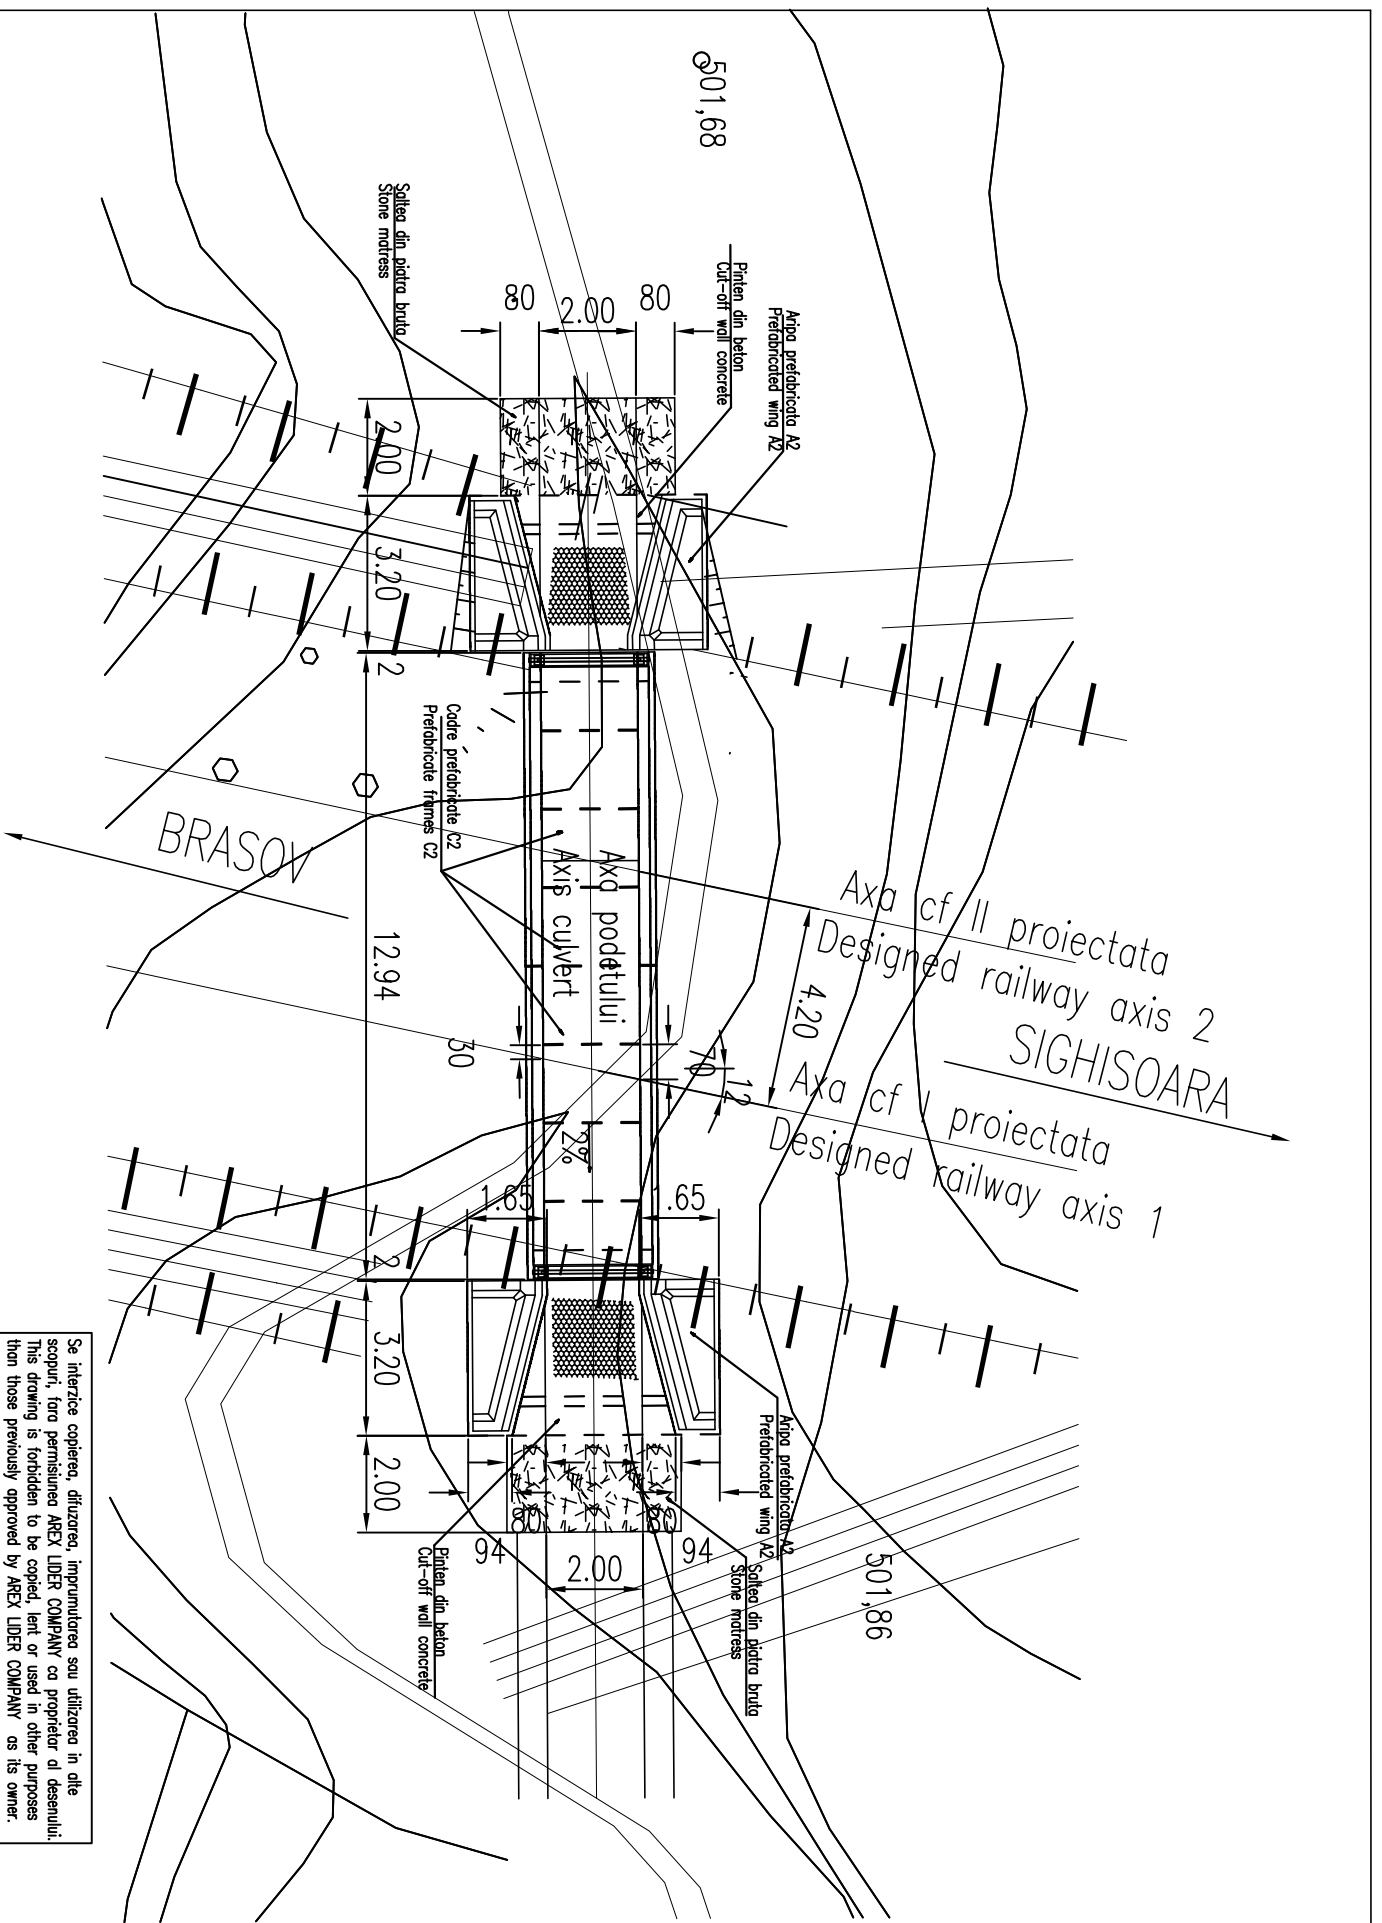 501,68
Saltea din piatra bruta
Stone matress
Pinten din beton
Cut-off wall concrete
Aripa prefabricata A2
Prefabricated wing A2
80
2.00
80
2.00
3.20
2
12.94
2
3.20
2.00
Cadre prefabricate C2
Prefabricate frames C2
BRASOV
Axa podetului
Axis culvert
Axa cf II proiectata
Designed railway axis 2
SIGHISOARA
4.20
Axa cf I proiectata
Designed railway axis 1
30
70
12
2%
1.65
.65
Aripa prefabricata A2
Prefabricated wing A2
Saltea din piatra bruta
Stone matress
Pinten din beton
Cut-off wall concrete
80
80
94
2.00
94
501,86
Se interzice copierea, difuzarea, imprumutarea sau utilizarea in alte
scopuri, fara permisiunea AREX LIDER COMPANY ca proprietar al desenului.
This drawing is forbidden to be copied, lent or used in other purposes
than those previously approved by AREX LIDER COMPANY as its owner.